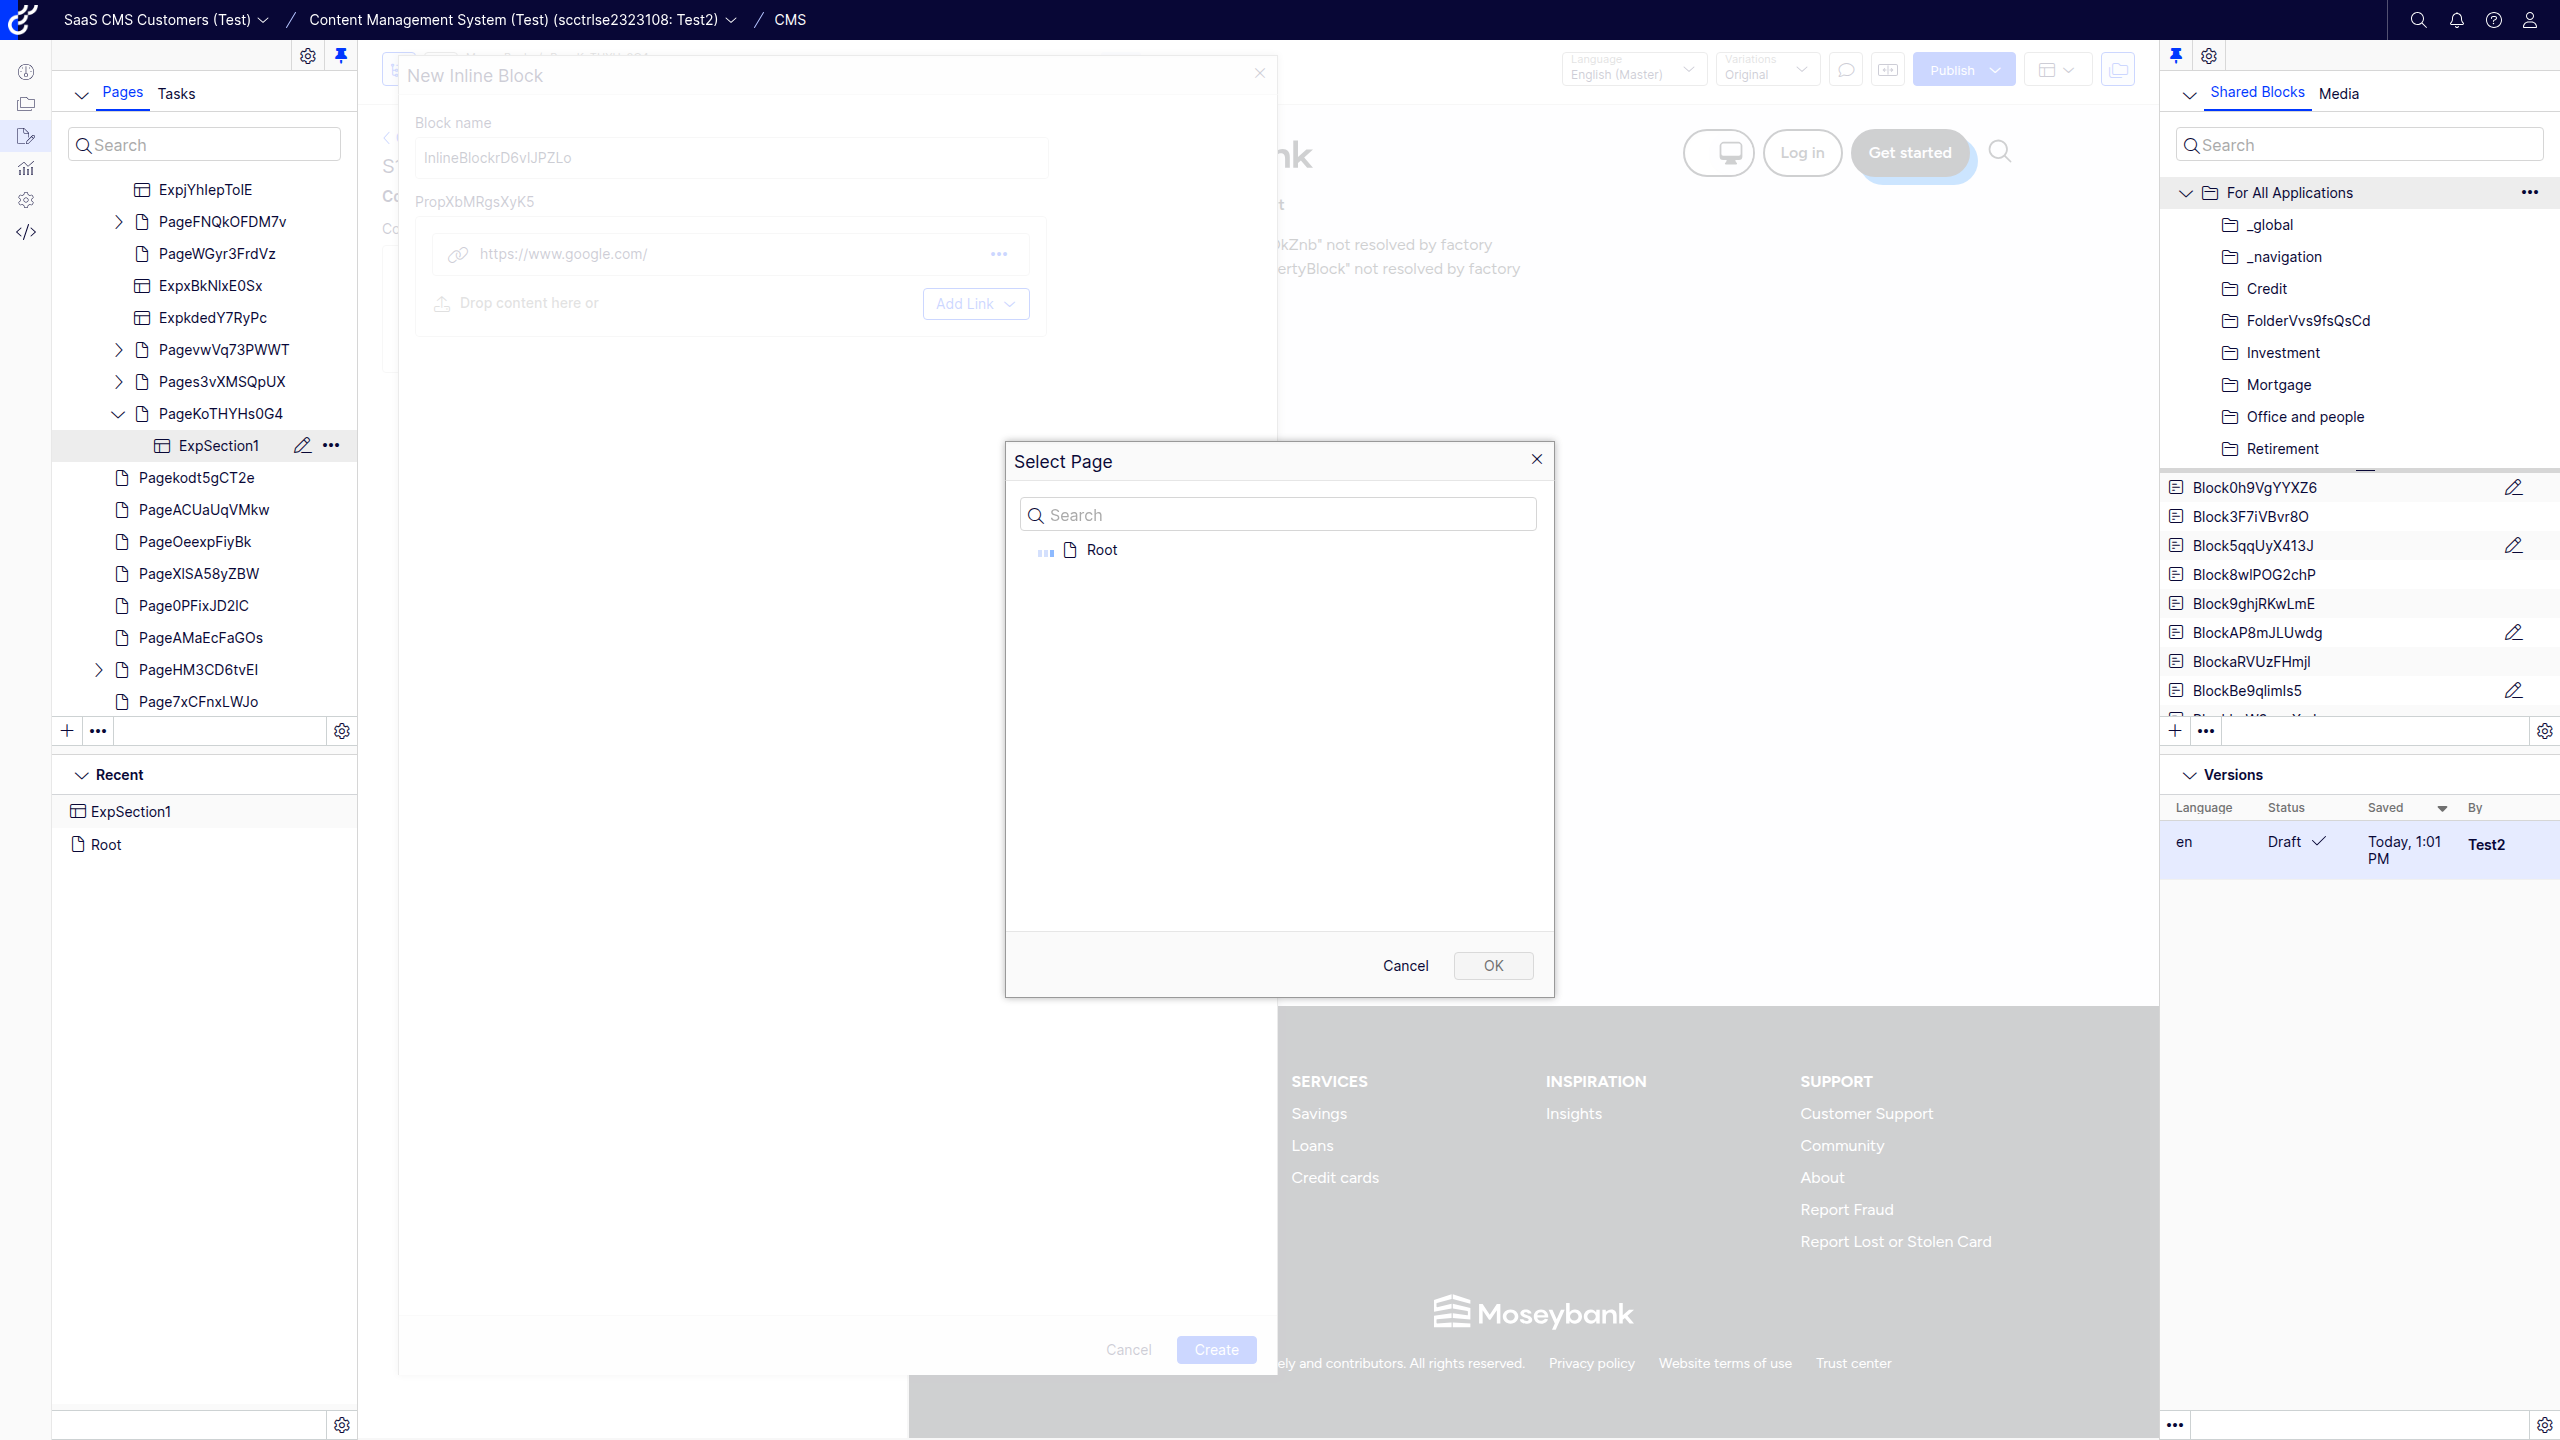 SaaS CMS Customers (Test) / Content Management System (Test) (scctrlse2323108: Test2) / CMS
Pages Tasks
Search
ExpjYhlepTolE
PageFNQkOFDM7v
PageWGyr3FrdVz
ExpxBkNlxE0Sx
ExpkdedY7RyPc
PagevwVq73PWWT
Pages3vXMSQpUX
PageKoTHYHs0G4
ExpSection1
Pagekodt5gCT2e
PageACUaUqVMkw
PageOeexpFiyBk
PageXlSA58yZBW
Page0PFixJD2lC
PageAMaEcFaGOs
PageHM3CD6tvEl
Page7xCFnxLWJo
Recent
ExpSection1
Root
New Inline Block
Block name
InlineBlockrD6vlJPZLo
PropXbMRgsXyK5
https://www.google.com/
Drop content here or
Add Link
Cancel
Create
Language
English (Master)
Variations
Original
Publish
nk
Log in
Get started
t
kZnb" not resolved by factory
ertyBlock" not resolved by factory
Select Page
Search
Root
Cancel
OK
SERVICES
Savings
Loans
Credit cards
INSPIRATION
Insights
SUPPORT
Customer Support
Community
About
Report Fraud
Report Lost or Stolen Card
Moseybank
ely and contributors. All rights reserved. Privacy policy Website terms of use Trust center
Shared Blocks Media
Search
For All Applications
_global
_navigation
Credit
FolderVvs9fsQsCd
Investment
Mortgage
Office and people
Retirement
Block0h9VgYYXZ6
Block3F7iVBvr8O
Block5qqUyX413J
Block8wlPOG2chP
Block9ghjRKwLmE
BlockAP8mJLUwdg
BlockaRVUzFHmjl
BlockBe9qlimls5
Versions
Language Status Saved By
en Draft Today, 1:01 PM Test2